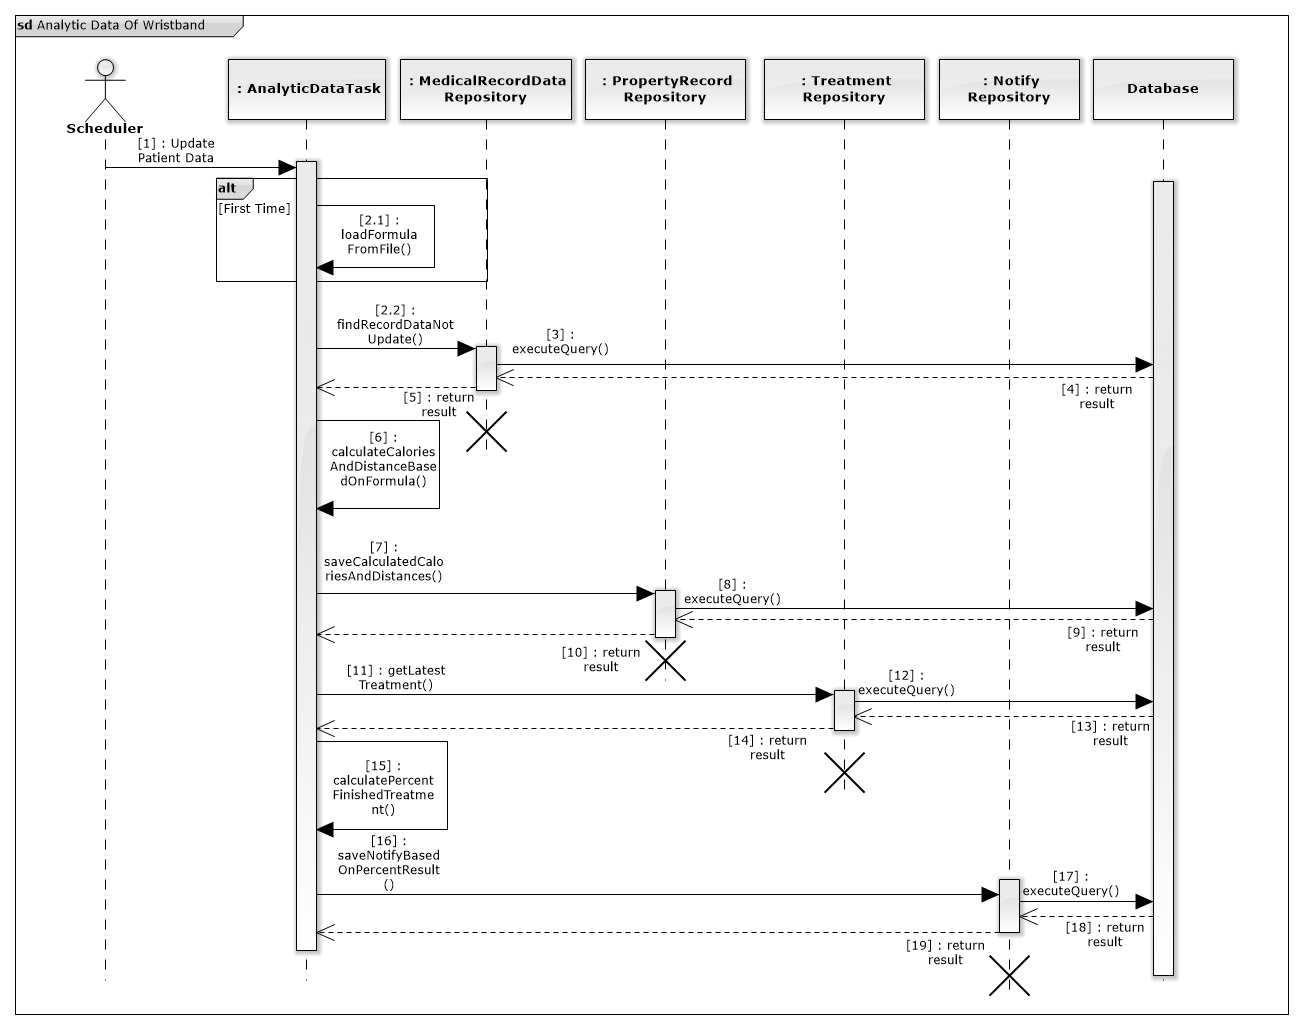 sd Analytic Data Of Wristband
: AnalyticDataTask
: MedicalRecordData
Repository
: PropertyRecord
Repository
: Treatment
Repository
: Notify
Repository
Database
Scheduler
[1] : Update
Patient Data
alt
[First Time]
[2.1] :
loadFormula
FromFile()
[2.2] :
findRecordDataNot
Update()
[3] :
executeQuery()
[4] : return
result
[5] : return
result
[6] :
calculateCalories
AndDistanceBase
dOnFormula()
[7] :
saveCalculatedCalo
riesAndDistances()
[8] :
executeQuery()
[9] : return
result
[10] : return
result
[11] : getLatest
Treatment()
[12] :
executeQuery()
[13] : return
result
[14] : return
result
[15] :
calculatePercent
FinishedTreatme
nt()
[16] :
saveNotifyBased
OnPercentResult
()
[17] :
executeQuery()
[18] : return
result
[19] : return
result